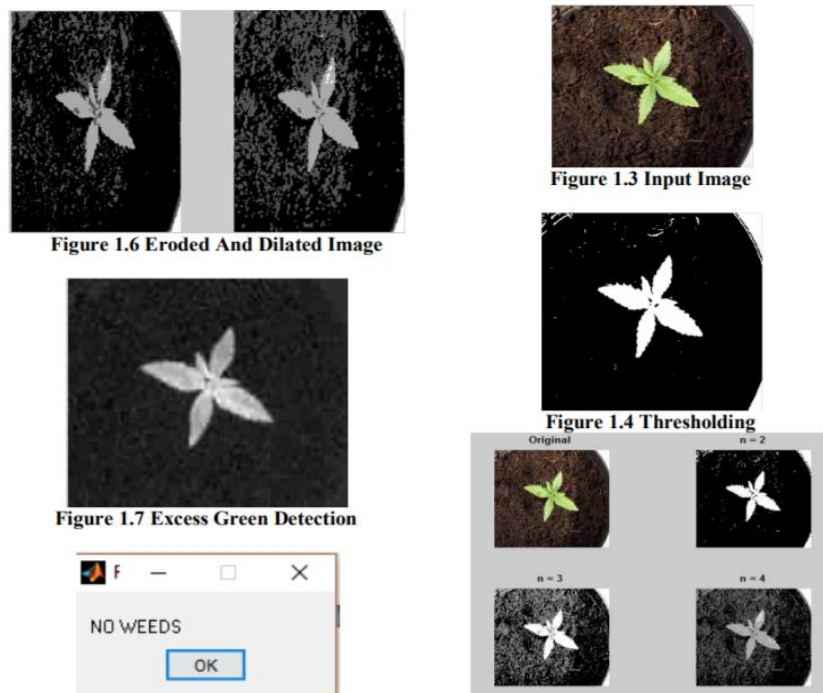 Figure 1.6 Eroded And Dilated Image
Figure 1.7 Excess Green Detection
F
NO WEEDS
OK
Figure 1.3 Input Image
Figure 1.4 Thresholding
Original
n = 2
n = 3
n = 4